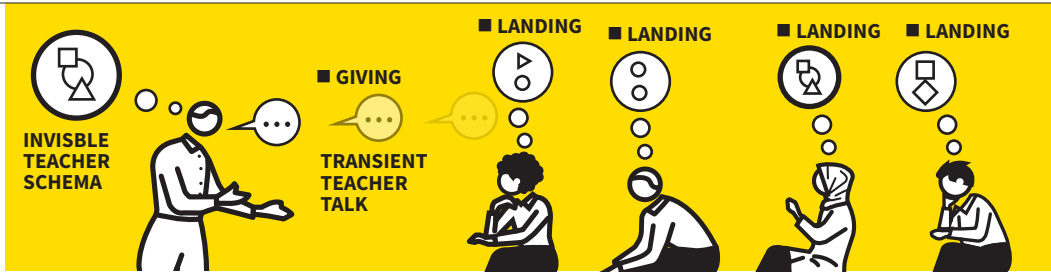 ■ LANDING
■ LANDING
■ LANDING
■ LANDING
■ GIVING
INVISBLE
TEACHER
SCHEMA
TRANSIENT
TEACHER
TALK